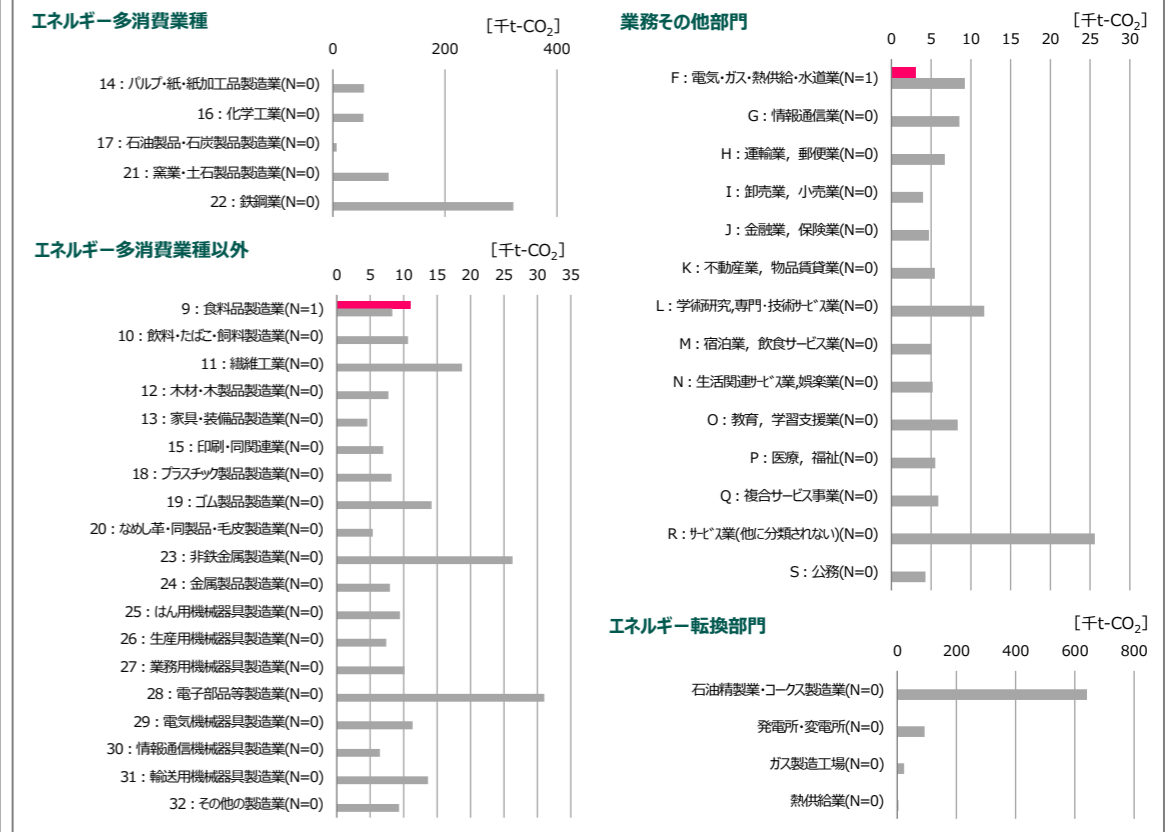 エネルギー多消費業種
[千t-CO₂]
0 200 400
14：パルプ・紙・紙加工品製造業(N=0)
16：化学工業(N=0)
17：石油製品・石炭製品製造業(N=0)
21：窯業・土石製品製造業(N=0)
22：鉄鋼業(N=0)
エネルギー多消費業種以外
[千t-CO₂]
0 5 10 15 20 25 30 35
9：食料品製造業(N=1)
10：飲料・たばこ・飼料製造業(N=0)
11：繊維工業(N=0)
12：木材・木製品製造業(N=0)
13：家具・装備品製造業(N=0)
15：印刷・同関連業(N=0)
18：プラスチック製品製造業(N=0)
19：ゴム製品製造業(N=0)
20：なめし革・同製品・毛皮製造業(N=0)
23：非鉄金属製造業(N=0)
24：金属製品製造業(N=0)
25：はん用機械器具製造業(N=0)
26：生産用機械器具製造業(N=0)
27：業務用機械器具製造業(N=0)
28：電子部品等製造業(N=0)
29：電気機械器具製造業(N=0)
30：情報通信機械器具製造業(N=0)
31：輸送用機械器具製造業(N=0)
32：その他の製造業(N=0)
業務その他部門
[千t-CO₂]
0 5 10 15 20 25 30
F：電気・ガス・熱供給・水道業(N=1)
G：情報通信業(N=0)
H：運輸業，郵便業(N=0)
I：卸売業，小売業(N=0)
J：金融業，保険業(N=0)
K：不動産業，物品賃貸業(N=0)
L：学術研究,専門・技術ｻｰﾋﾞｽ業(N=0)
M：宿泊業，飲食サービス業(N=0)
N：生活関連ｻｰﾋﾞｽ業,娯楽業(N=0)
O：教育，学習支援業(N=0)
P：医療，福祉(N=0)
Q：複合サービス事業(N=0)
R：ｻｰﾋﾞｽ業(他に分類されない)(N=0)
S：公務(N=0)
エネルギー転換部門
[千t-CO₂]
0 200 400 600 800
石油精製業・コークス製造業(N=0)
発電所・変電所(N=0)
ガス製造工場(N=0)
熱供給業(N=0)